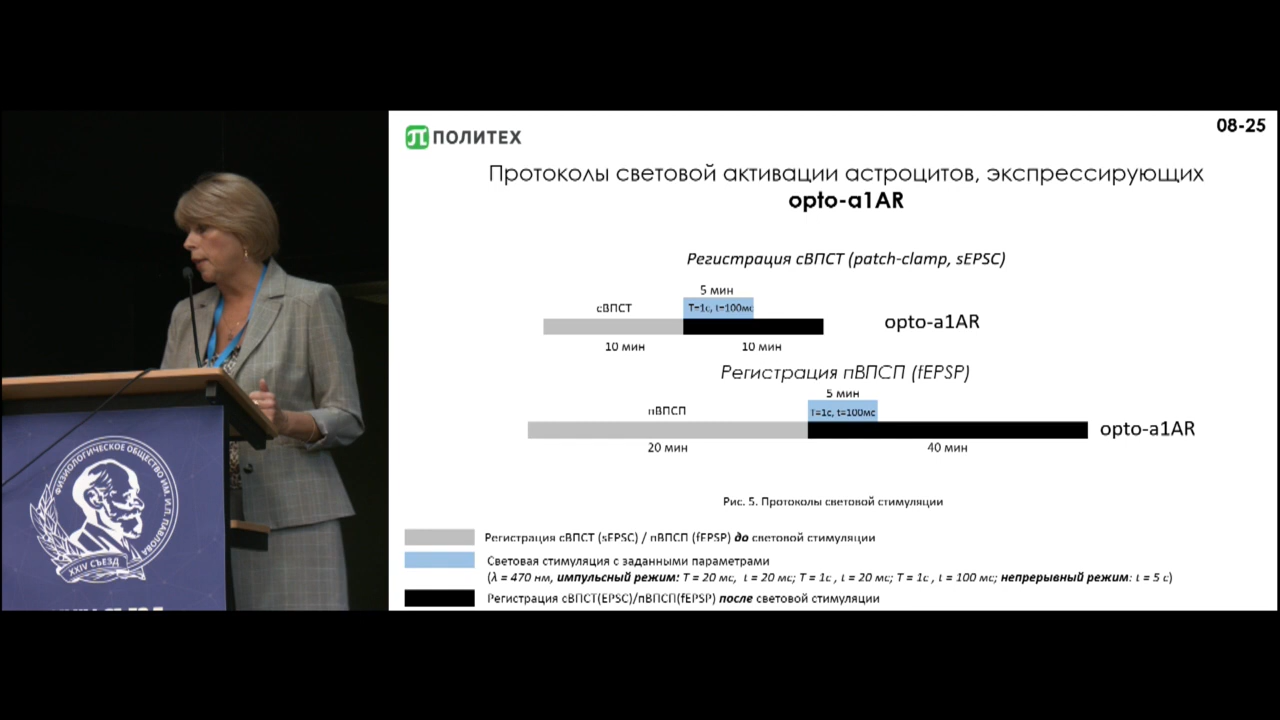 08-25
ПОЛИТЕХ
Протоколы световой активации астроцитов, экспрессирующих
opto-a1AR
Регистрация сВПСТ (patch-clamp, sEPSC)
5 мин
сВПСТ
T=1с, t=100мс
opto-a1AR
10 мин
10 мин
Регистрация пВПСП (fEPSP)
5 мин
пВПСП
T=1с, t=100мс
opto-a1AR
20 мин
40 мин
Рис. 5. Протоколы световой стимуляции
Регистрация сВПСТ (sEPSC) / пВПСП (fEPSP) до световой стимуляции
Световая стимуляция с заданными параметрами
(λ = 470 нм, импульсный режим: T = 20 мс, t = 20 мс; T = 1с , t = 20 мс; T = 1с , t = 100 мс; непрерывный режим: t = 5 с)
Регистрация сВПСТ(EPSC)/пВПСП(fEPSP) после световой стимуляции
ФИЗИОЛОГИЧЕСКОЕ ОБЩЕСТВО ИМ. И.П. ПАВЛОВА
XXIV СЪЕЗД